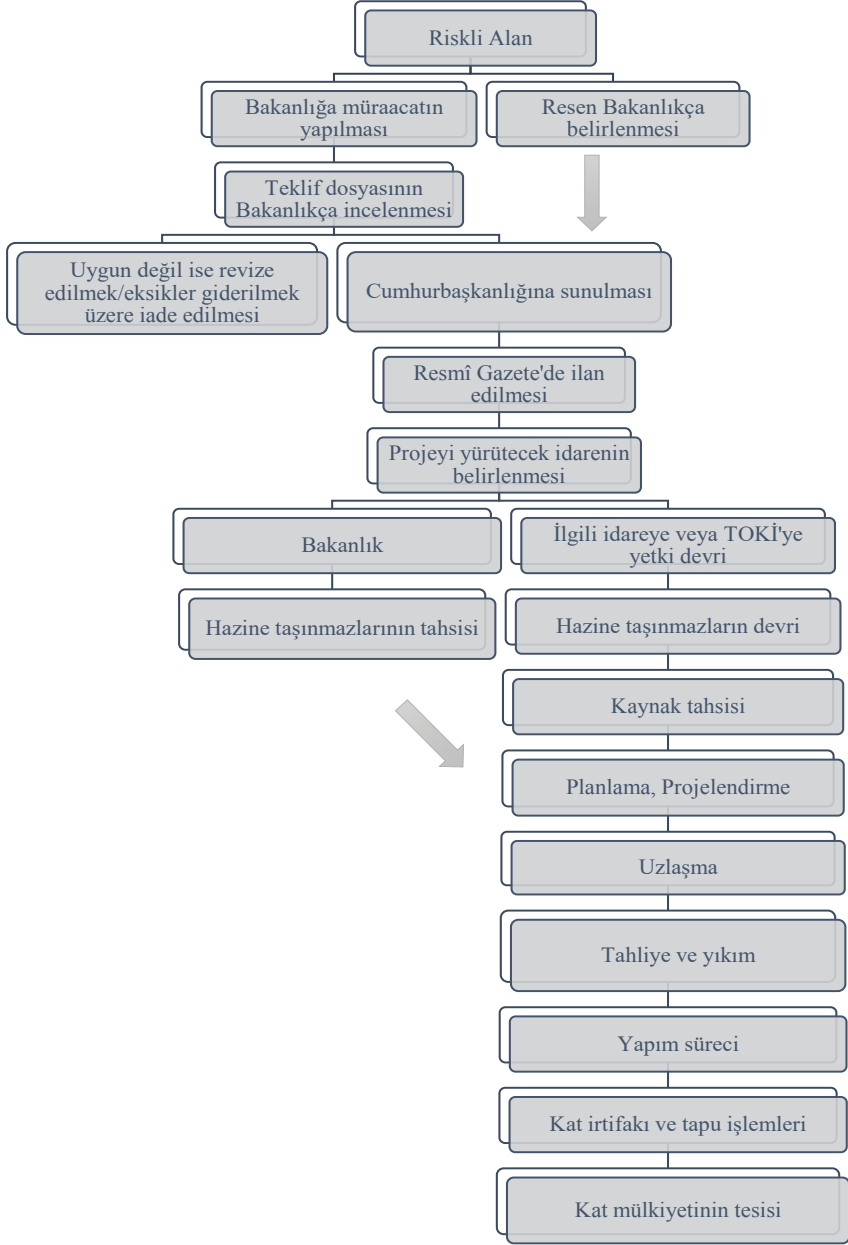 Riskli Alan
Bakanlığa müraacatın
yapılması
Resen Bakanlıkça
belirlenmesi
Teklif dosyasının
Bakanlıkça incelenmesi
Uygun değil ise revize
edilmek/eksikler giderilmek
üzere iade edilmesi
Cumhurbaşkanlığına sunulması
Resmî Gazete'de ilan
edilmesi
Projeyi yürütecek idarenin
belirlenmesi
Bakanlık
İlgili idareye veya TOKİ'ye
yetki devri
Hazine taşınmazlarının tahsisi
Hazine taşınmazların devri
Kaynak tahsisi
Planlama, Projelendirme
Uzlaşma
Tahliye ve yıkım
Yapım süreci
Kat irtifakı ve tapu işlemleri
Kat mülkiyetinin tesisi